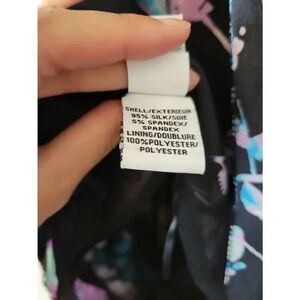 SHELL/EXTERIEUR
95% SILK/SOIE
5% SPANDEX/
SPANDEX
LINING/DOUBLURE
100%POLYESTER/
POLYESTER